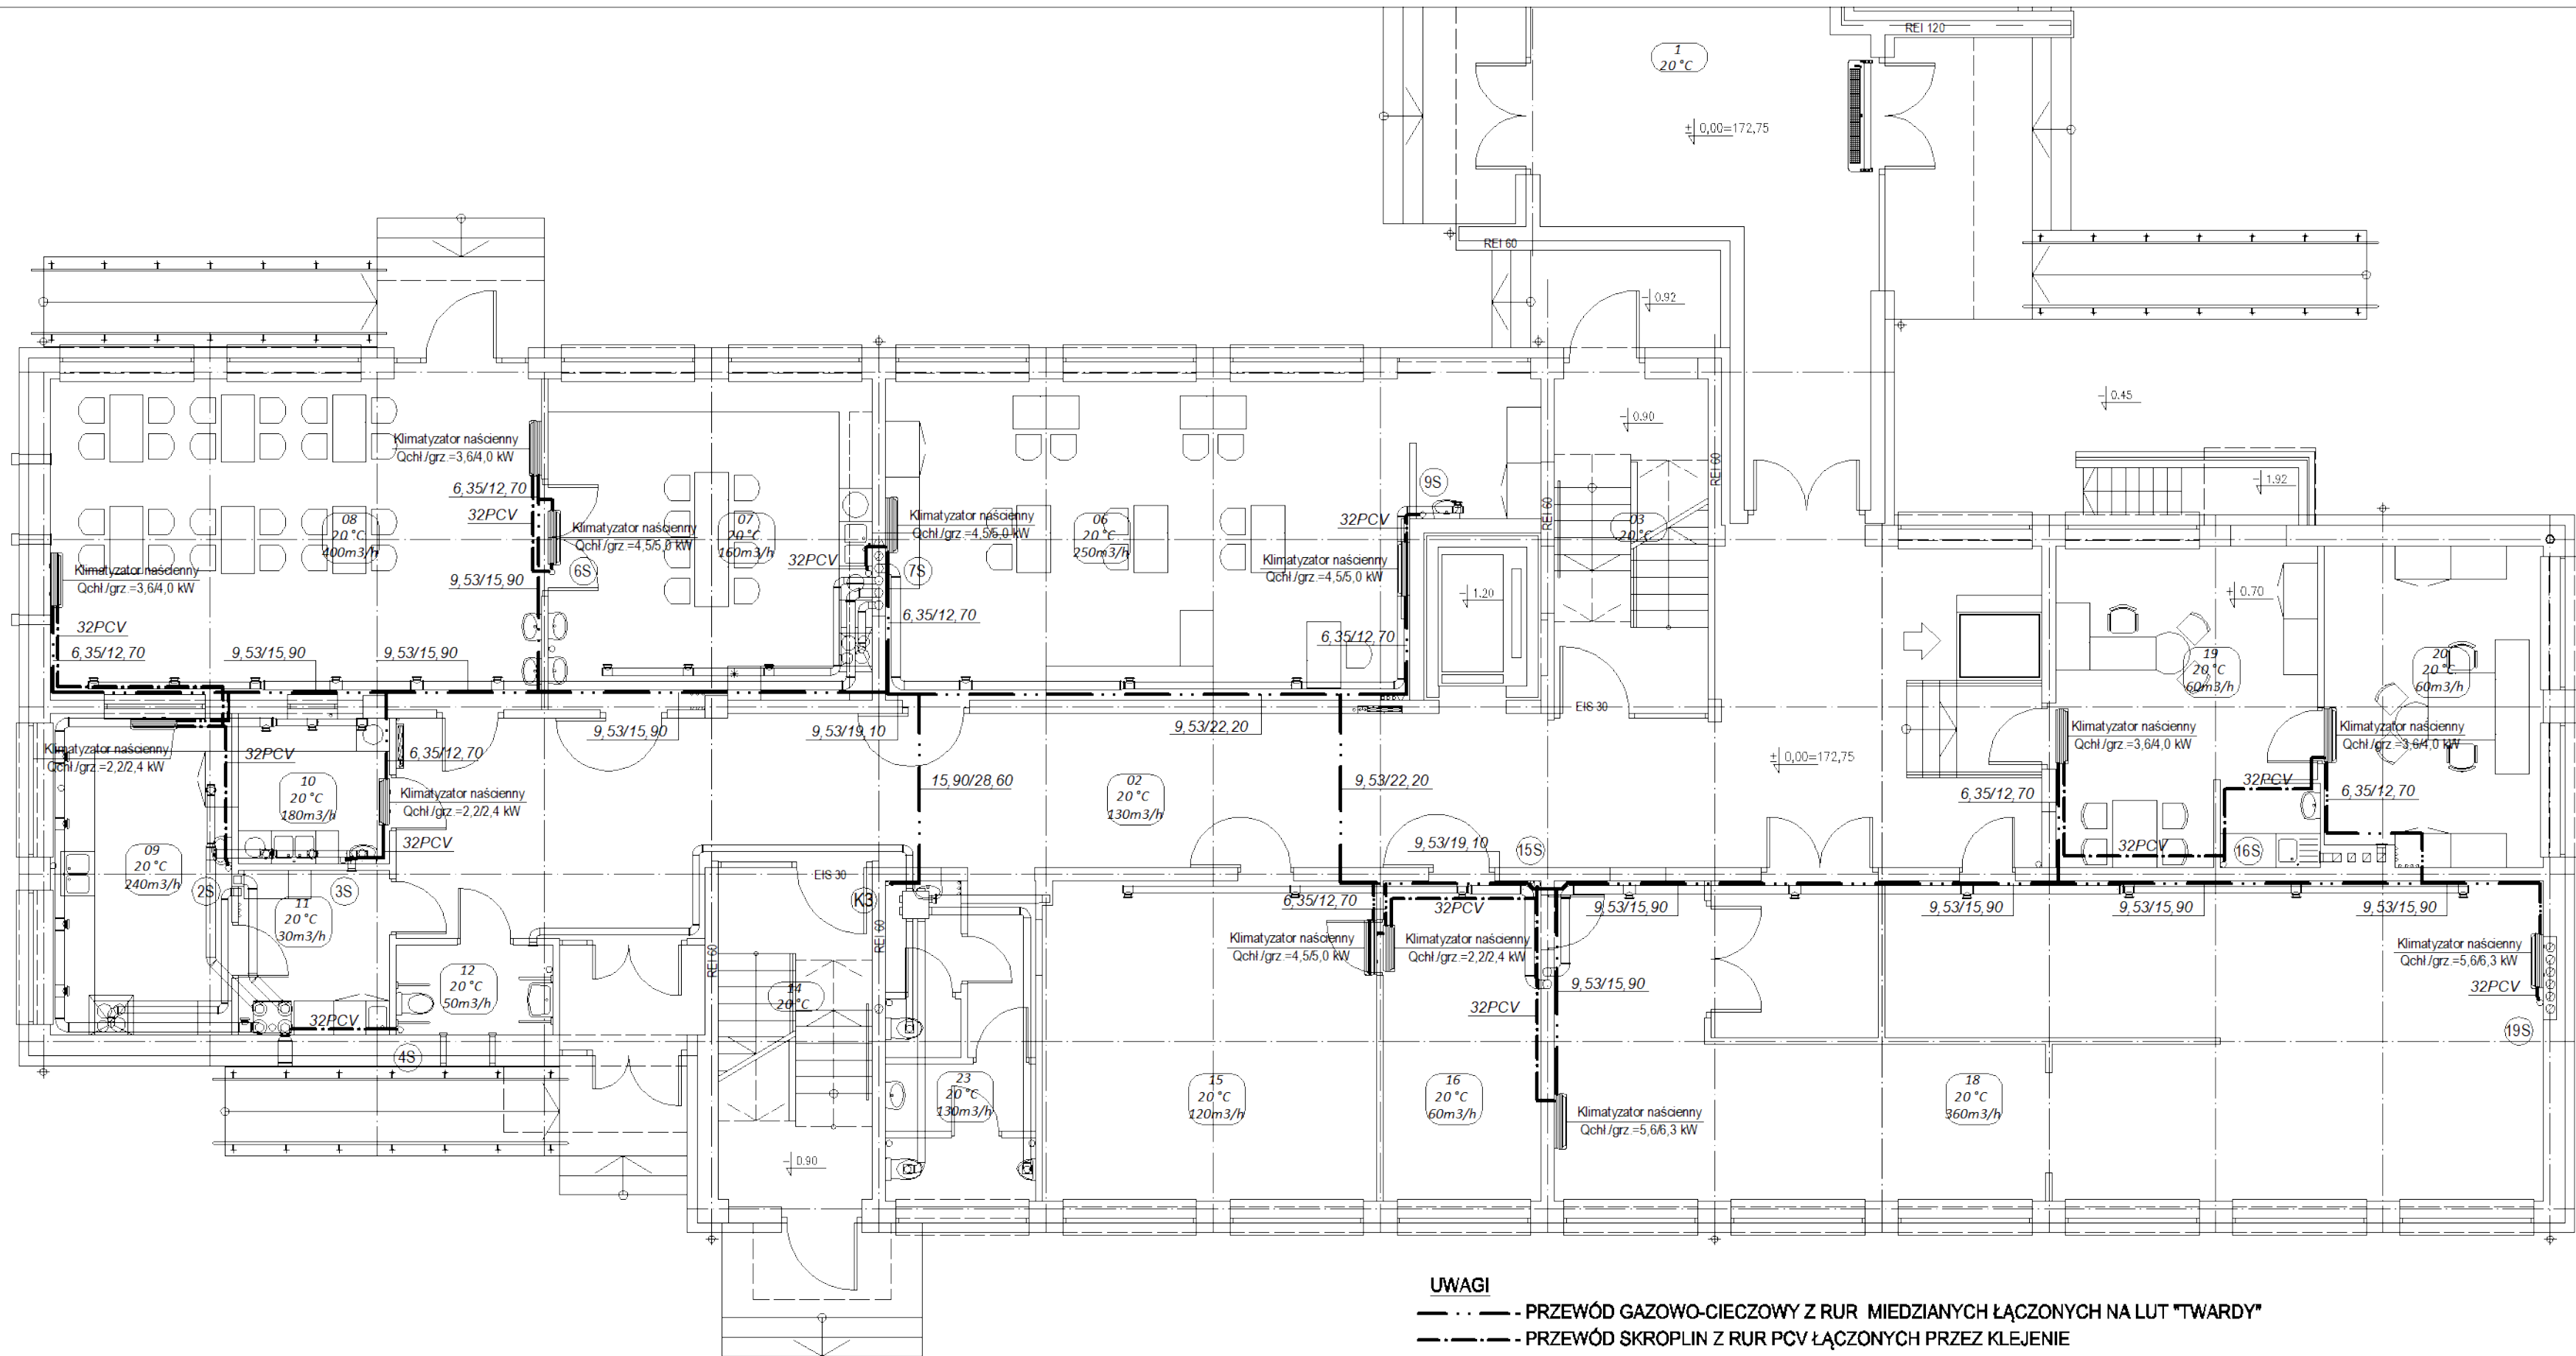 REI 120
1
20 °C
± 0,00=172,75
REI 60
- 0.92
- 0.90
- 0.45
- 1.92
REI 60
REI 60
Klimatyzator naścienny
Qchł./grz.=3,6/4,0 kW
6,35/12,70
32PCV
08
20 °C
400m3/h
Klimatyzator naścienny
Qchł./grz.=4,5/5,0 kW
07
20 °C
160m3/h
32PCV
6S
9,53/15,90
Klimatyzator naścienny
Qchł./grz.=4,5/5,0 kW
06
20 °C
250m3/h
7S
6,35/12,70
9S
32PCV
Klimatyzator naścienny
Qchł./grz.=4,5/5,0 kW
6,35/12,70
- 1.20
03
20 °C
Klimatyzator naścienny
Qchł./grz.=3,6/4,0 kW
32PCV
6,35/12,70
9,53/15,90
9,53/15,90
+ 0.70
19
20 °C
60m3/h
20
20 °C
60m3/h
EIS 30
9,53/15,90
9,53/19,10
9,53/22,20
Klimatyzator naścienny
Qchł./grz.=2,2/2,4 kW
32PCV
6,35/12,70
10
20 °C
180m3/h
Klimatyzator naścienny
Qchł./grz.=2,2/2,4 kW
32PCV
15,90/28,60
02
20 °C
130m3/h
9,53/22,20
± 0,00=172,75
Klimatyzator naścienny
Qchł./grz.=3,6/4,0 kW
Klimatyzator naścienny
Qchł./grz.=3,6/4,0 kW
6,35/12,70
32PCV
6,35/12,70
9,53/19,10
15S
32PCV
16S
09
20 °C
240m3/h
2S
3S
11
20 °C
30m3/h
EIS 30
K3
REI 60
REI 60
6,35/12,70
32PCV
9,53/15,90
9,53/15,90
9,53/15,90
9,53/15,90
Klimatyzator naścienny
Qchł./grz.=4,5/5,0 kW
Klimatyzator naścienny
Qchł./grz.=2,2/2,4 kW
Klimatyzator naścienny
Qchł./grz.=5,6/6,3 kW
32PCV
12
20 °C
50m3/h
14
20 °C
9,53/15,90
32PCV
32PCV
4S
19S
23
20 °C
130m3/h
15
20 °C
120m3/h
16
20 °C
60m3/h
18
20 °C
360m3/h
Klimatyzator naścienny
Qchł./grz.=5,6/6,3 kW
- 0.90
UWAGI
- PRZEWÓD GAZOWO-CIECZOWY Z RUR MIEDZIANYCH ŁĄCZONYCH NA LUT "TWARDY"
- PRZEWÓD SKROPLIN Z RUR PCV ŁĄCZONYCH PRZEZ KLEJENIE